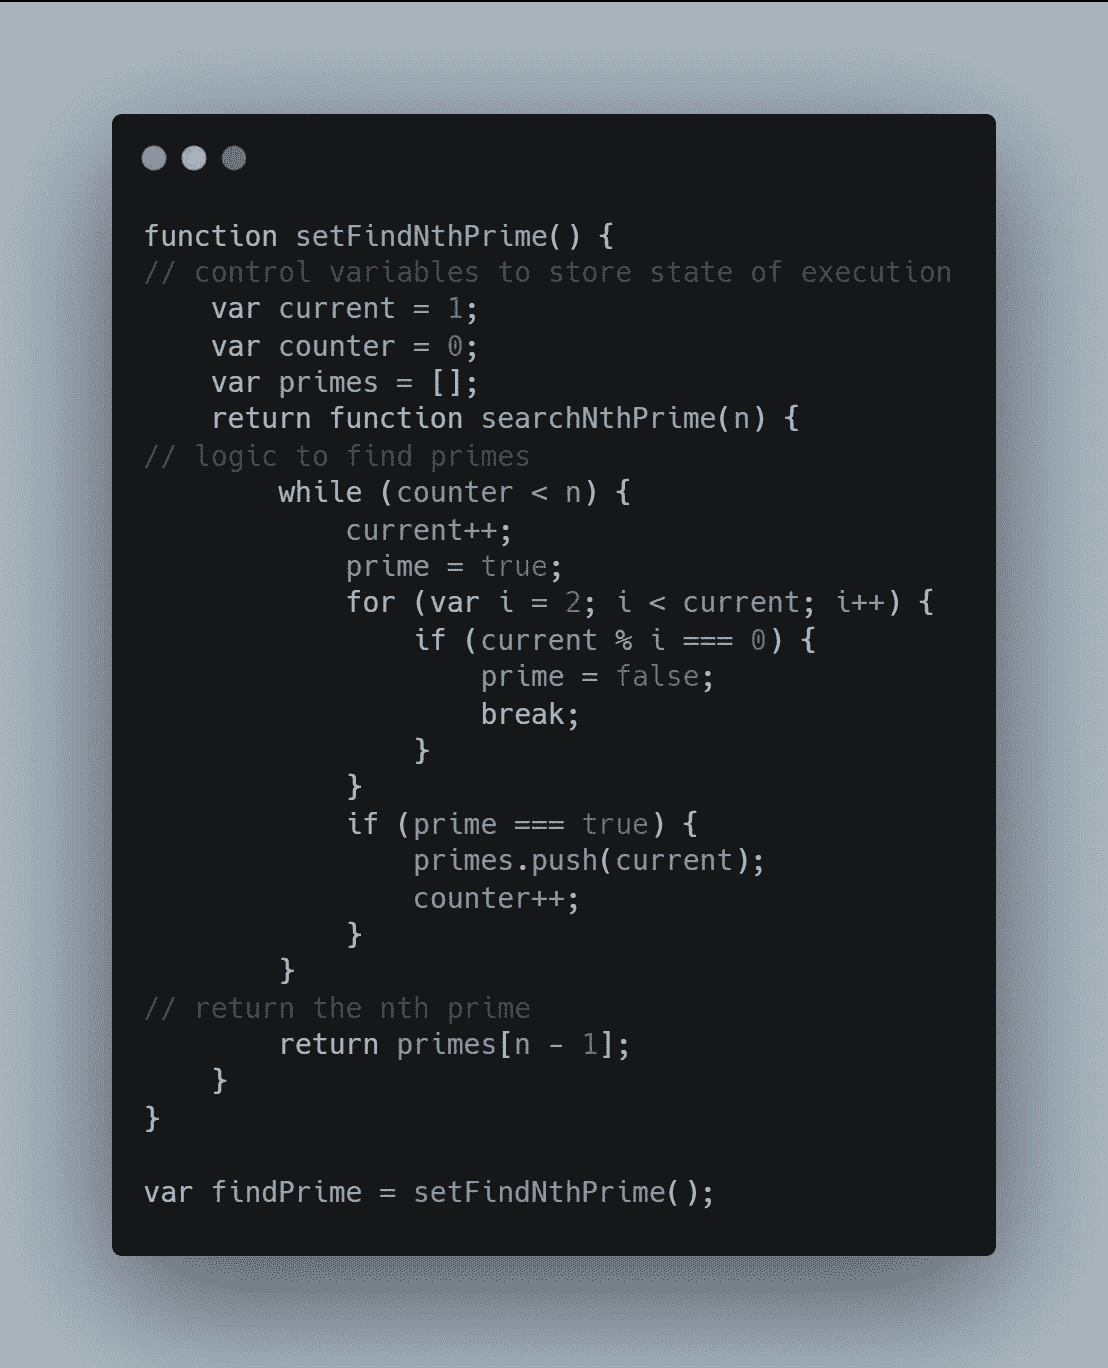 function setFindNthPrime() {
// control variables to store state of execution
    var current = 1;
    var counter = 0;
    var primes = [];
    return function searchNthPrime(n) {
// logic to find primes
        while (counter < n) {
            current++;
            prime = true;
            for (var i = 2; i < current; i++) {
                if (current % i === 0) {
                    prime = false;
                    break;
                }
            }
            if (prime === true) {
                primes.push(current);
                counter++;
            }
        }
// return the nth prime
        return primes[n - 1];
    }
}

var findPrime = setFindNthPrime();